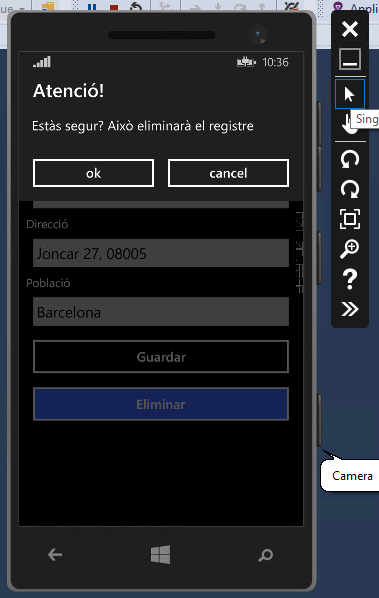 Appli
10:36
Atenció!
Estàs segur? Això eliminarà el registre
ok
cancel
Sing
Direcció
Joncar 27, 08005
Població
Barcelona
Guardar
Eliminar
Camera